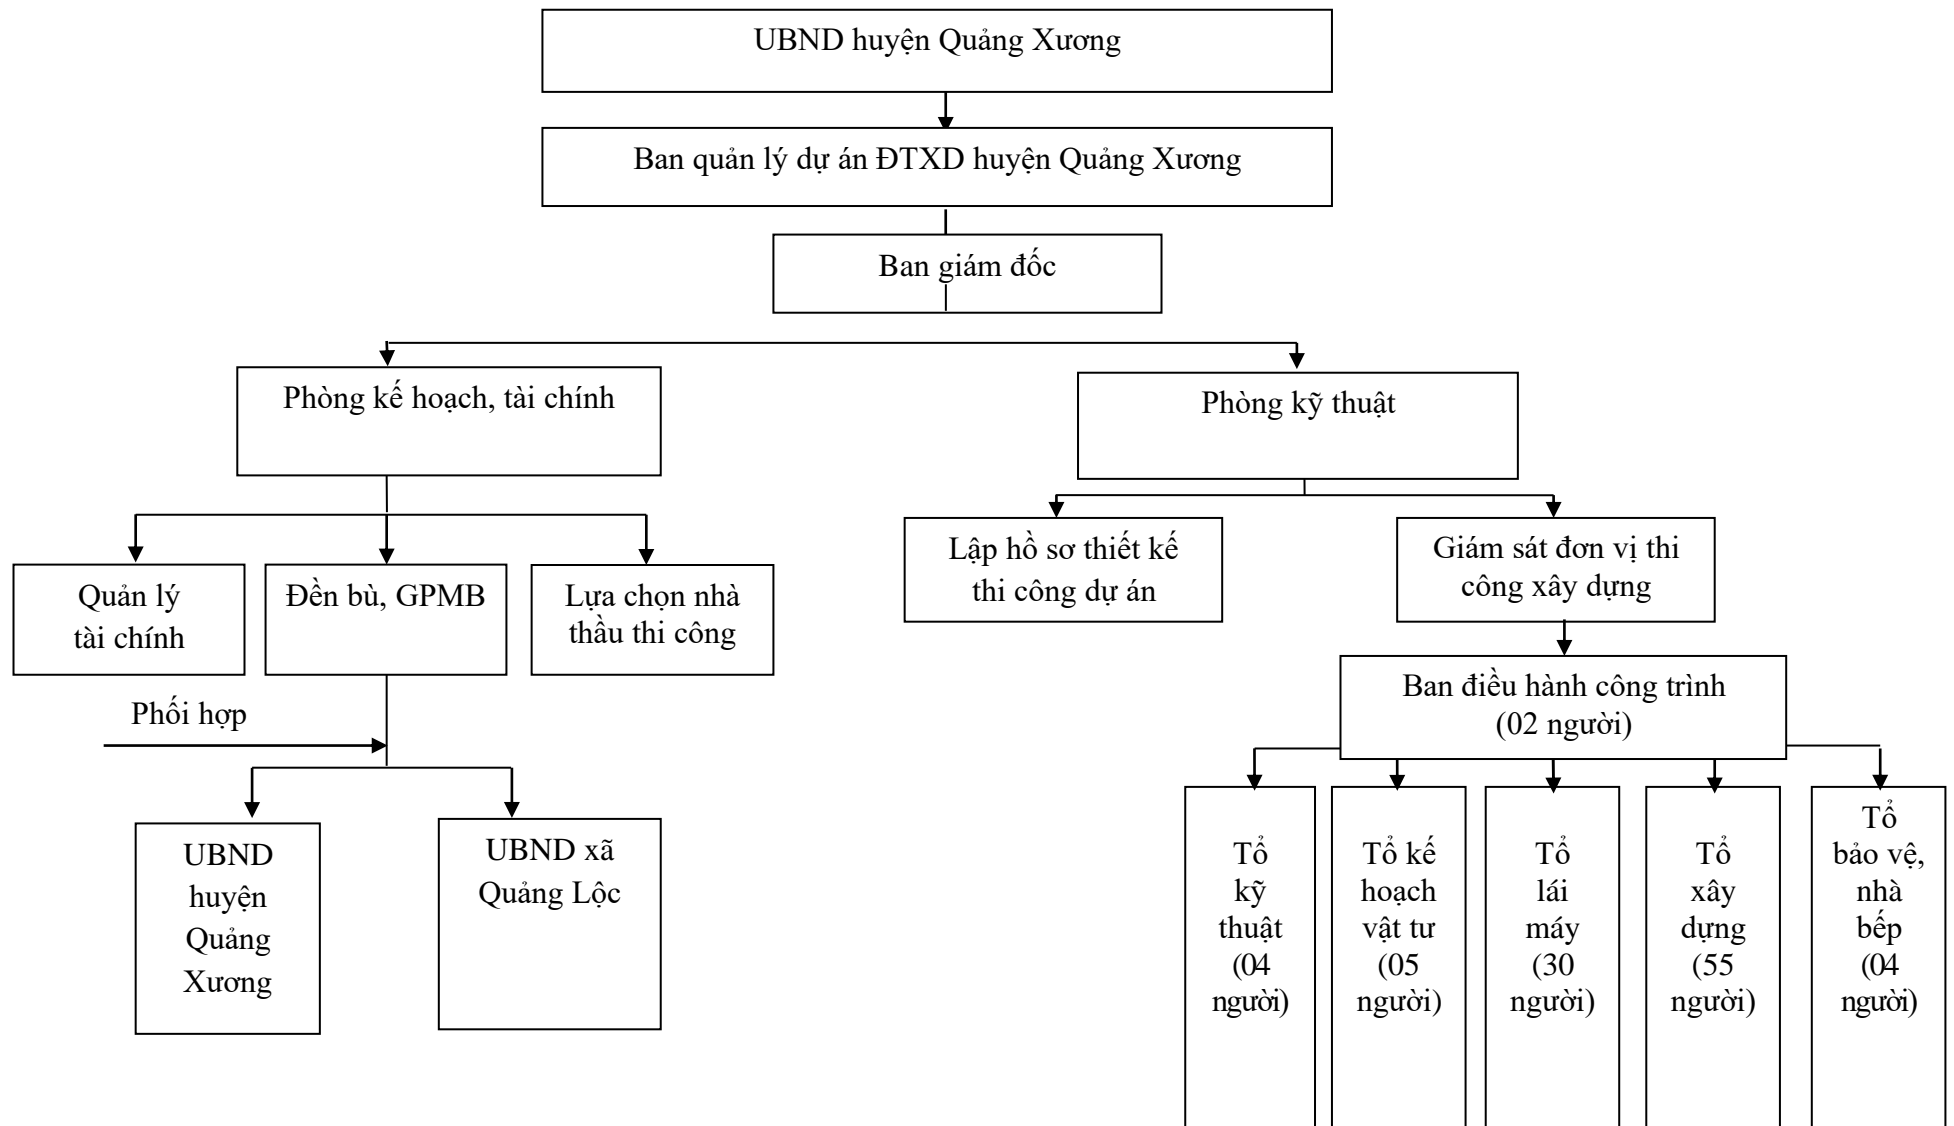 UBND huyện Quảng Xương
Ban quản lý dự án ĐTXD huyện Quảng Xương
Ban giám đốc
Phòng kế hoạch, tài chính
Phòng kỹ thuật
Quản lý
tài chính
Đền bù, GPMB
Lựa chọn nhà
thầu thi công
Lập hồ sơ thiết kế
thi công dự án
Giám sát đơn vị thi
công xây dựng
Phối hợp
Ban điều hành công trình
(02 người)
UBND
huyện
Quảng
Xương
UBND xã
Quảng Lộc
Tổ
kỹ
thuật
(04
người)
Tổ kế
hoạch
vật tư
(05
người)
Tổ
lái
máy
(30
người)
Tổ
xây
dựng
(55
người)
Tổ
bảo vệ,
nhà
bếp
(04
người)